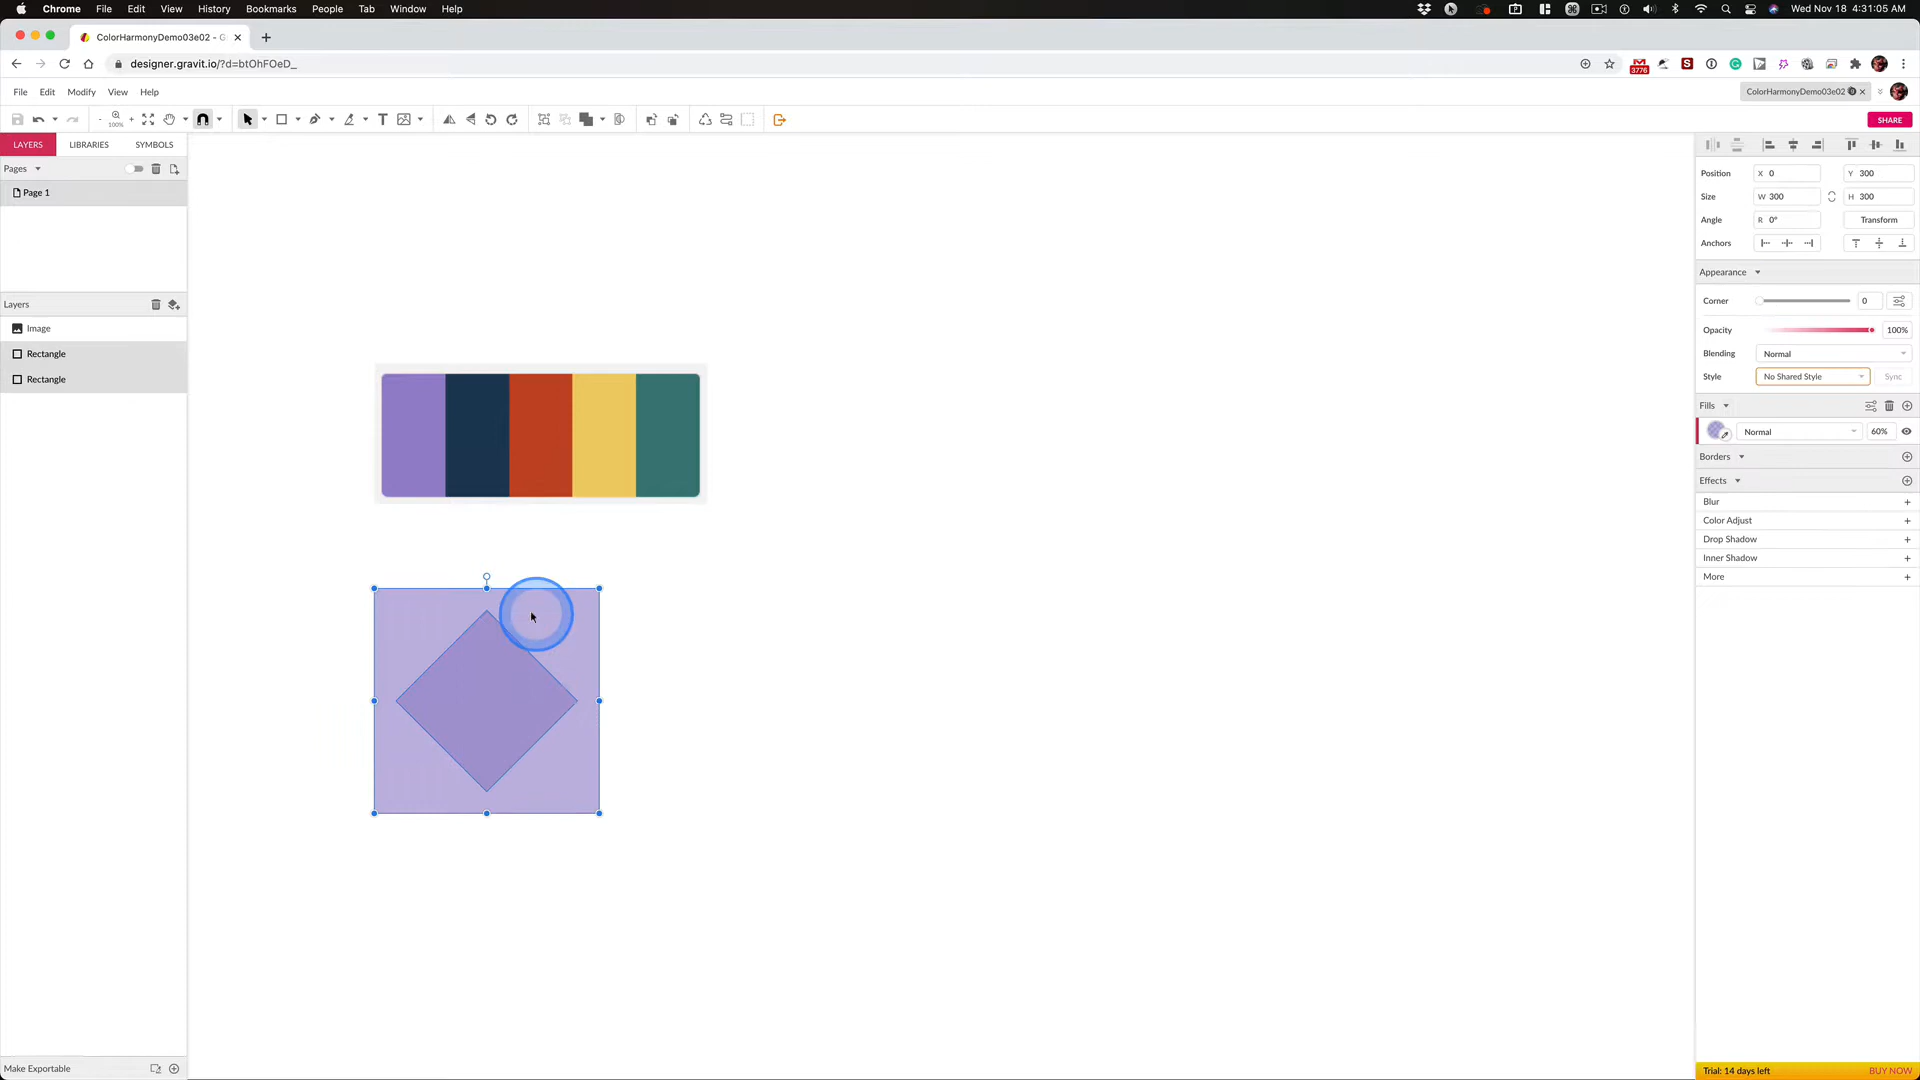 Chrome File Edit View History Bookmarks People Tab Window Help
Wed Nov 18 4:31:05 AM
ColorHarmonyDemo03e02 - G
designer.gravit.io/?d=btOhFOeD_
3776
File Edit Modify View Help
ColorHarmonyDemo03e02
- 100% +
SHARE
LAYERS LIBRARIES SYMBOLS
Pages
Page 1
Layers
Image
Rectangle
Rectangle
Make Exportable
Position X 0 Y 300
Size W 300 H 300
Angle R 0° Transform
Anchors
Appearance
Corner 0
Opacity 100%
Blending Normal
Style No Shared Style Sync
Fills
Normal 60%
Borders
Effects
Blur +
Color Adjust +
Drop Shadow +
Inner Shadow +
More +
Trial: 14 days left BUY NOW